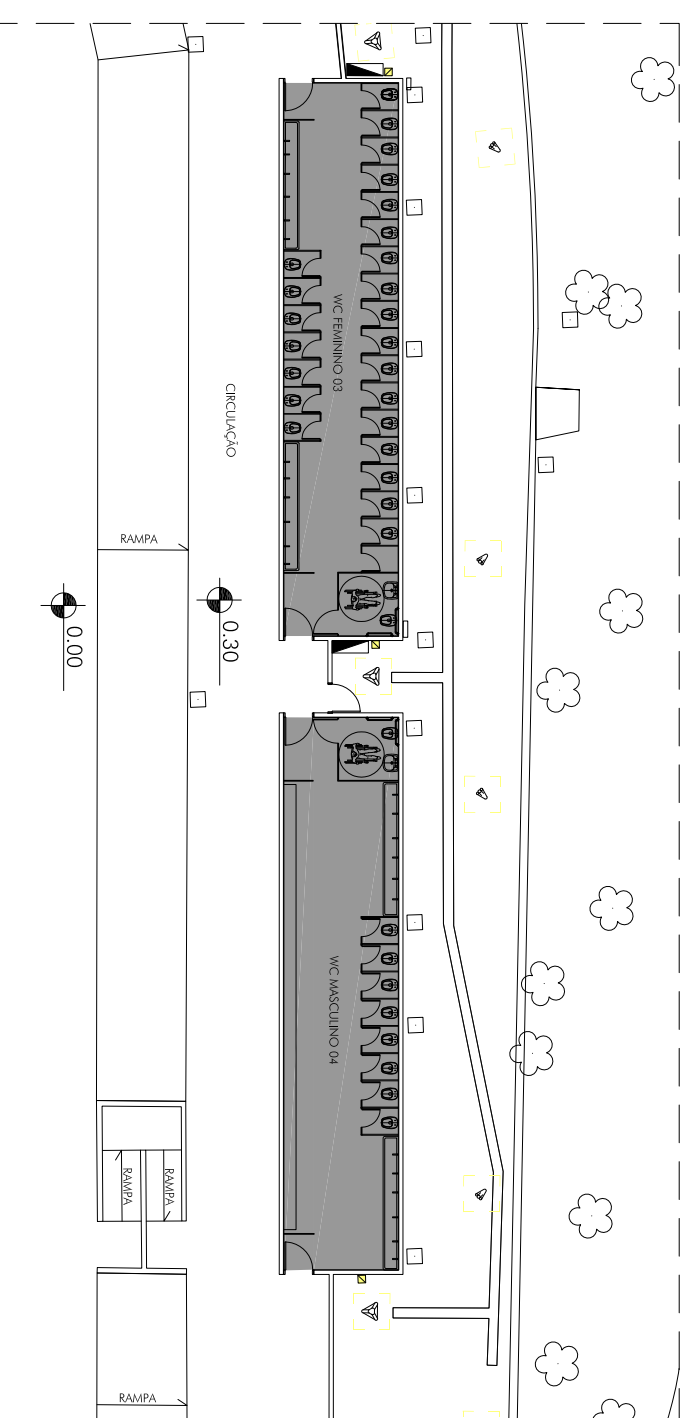 WC FEMININO 03
CIRCULAÇÃO
RAMPA
0.00
0.30
WC MASCULINO 04
RAMPA
RAMPA
RAMPA